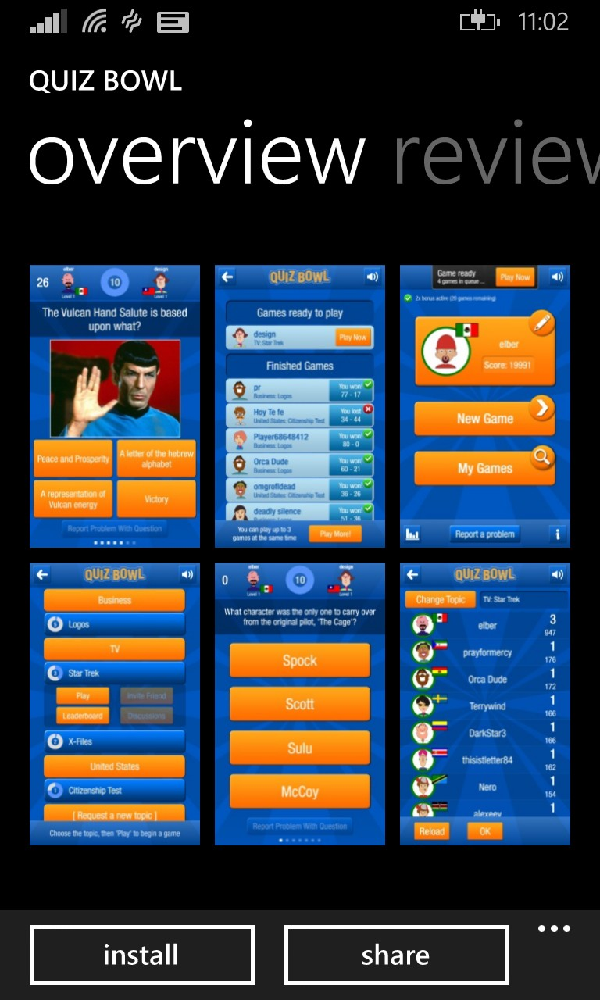 11:02
QUIZ BOWL
overview review
26
elber
Level 1
10
design
Level 1
The Vulcan Hand Salute is based
upon what?
Peace and Prosperity
A letter of the hebrew
alphabet
A representation of
Vulcan energy
Victory
Report Problem With Question
QUIZ BOWL
Games ready to play
design
TV: Star Trek
Play Now
Finished Games
pr
Business: Logos
You won!
77 - 17
Hoy Te fe
United States: Citizenship Test
You lost
34 - 44
Player68648412
Business: Logos
You won!
80 - 0
Orca Dude
Business: Logos
You won!
60 - 21
omgrofldead
United States: Citizenship Test
You won!
36 - 26
deadly silence
You won!
51 - 36
You can play up to 3
games at the same time
Play More!
Game ready
4 games in queue ...
Play Now
2x bonus active (20 games remaining)
elber
Score: 19991
New Game
My Games
Report a problem
i
QUIZ BOWL
Business
Logos
TV
Star Trek
Play
Invite Friend
Leaderboard
Discussions
X-Files
United States
Citizenship Test
[ Request a new topic ]
Choose the topic, then 'Play' to begin a game
0
elber
Level 1
10
design
Level 1
What character was the only one to carry over
from the original pilot, 'The Cage'?
Spock
Scott
Sulu
McCoy
Report Problem With Question
QUIZ BOWL
Change Topic
TV: Star Trek
elber
3
947
prayformercy
1
176
Orca Dude
1
172
Terrywind
1
166
DarkStar3
1
166
thisistletter84
1
162
Nero
1
154
alexeev
1
Reload
OK
install
share